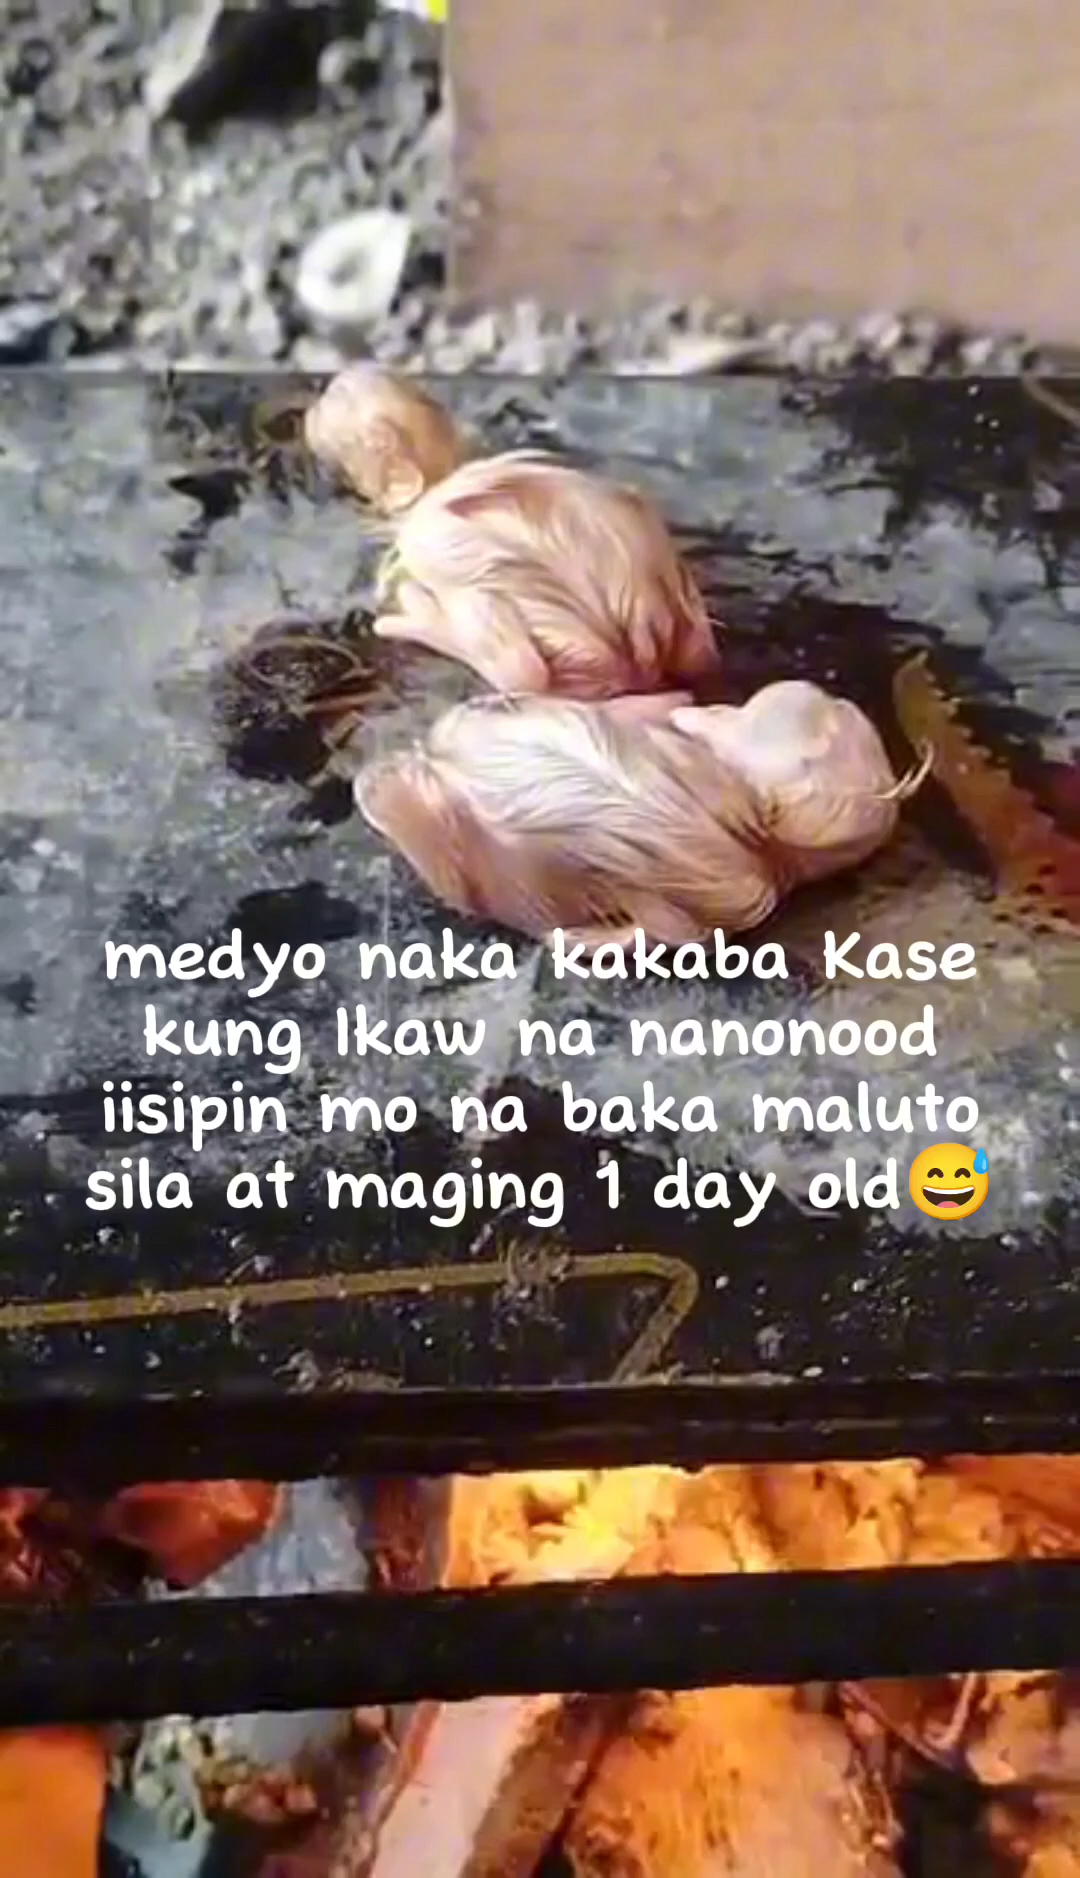 medyo naka kakaba Kase
kung Ikaw na nanonood
iisipin mo na baka maluto
sila at maging 1 day old😅